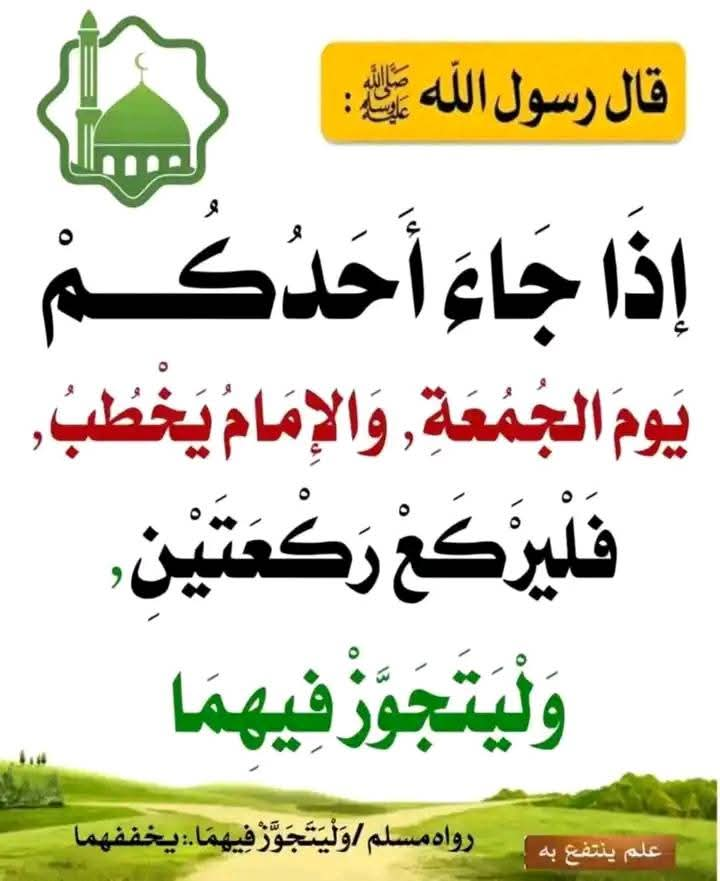 قال رسول الله ﷺ :
إِذَا جَاءَ أَحَدُكُـــمْ
يَومَ الجُمُعَةِ, وَالإِمَامُ يَخْطُبُ,
فَلْيَرْكَعْ رَكْعَتَيْنِ,
وَلْيَتَجَوَّزْ فِيهِمَا
رواه مسلم /وَلْيَتَجَوَّزْ فِيهِمَا.:يخففهما
علم ينتفع به